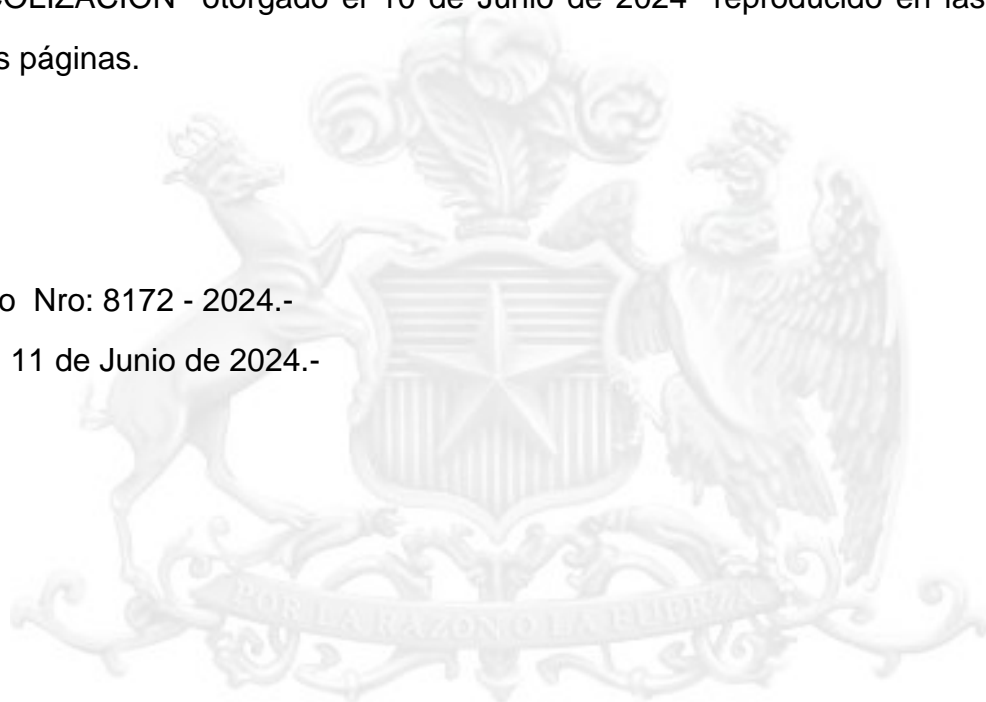 COLIZACION" otorgado el 10 de Junio de 2024 reproducido en las
s páginas.
o Nro: 8172 - 2024.-
11 de Junio de 2024.-
POR LA RAZON O LA FUERZA